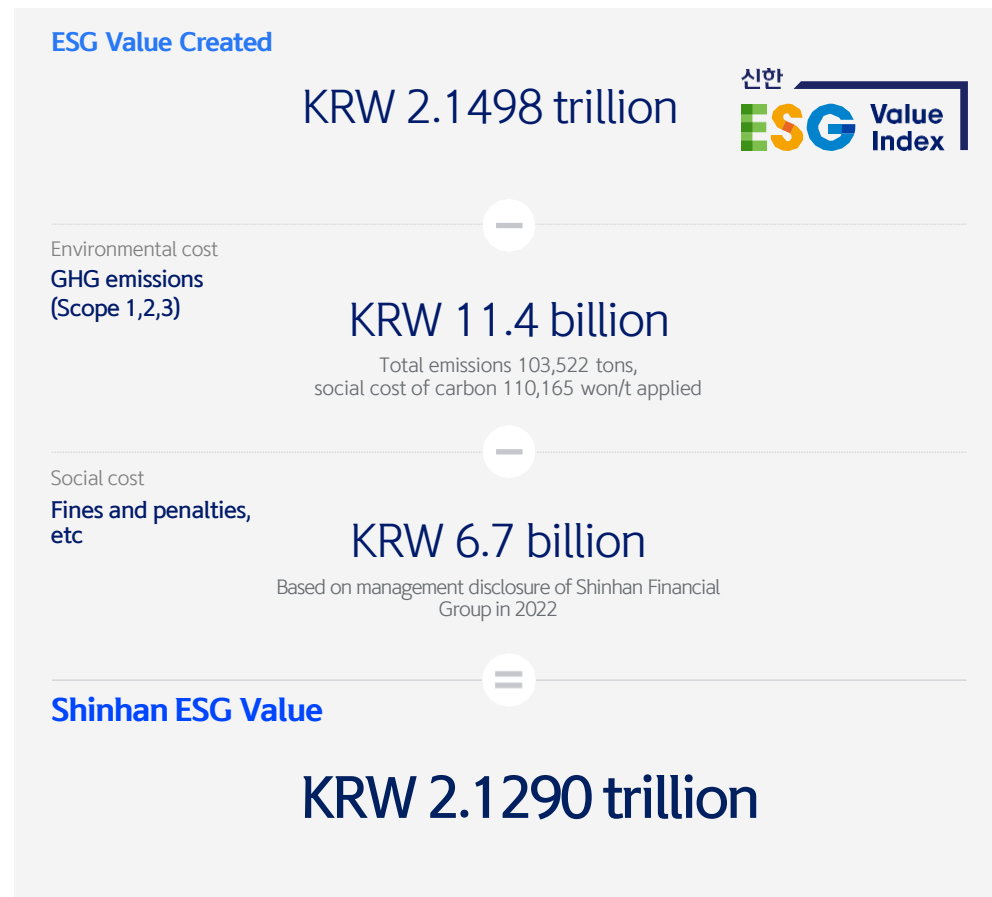 ESG Value Created
KRW 2.1498 trillion
신한
ESG Value
Index
Environmental cost
GHG emissions
(Scope 1,2,3)
KRW 11.4 billion
Total emissions 103,522 tons,
social cost of carbon 110,165 won/t applied
Social cost
Fines and penalties,
etc
KRW 6.7 billion
Based on management disclosure of Shinhan Financial
Group in 2022
Shinhan ESG Value
KRW 2.1290 trillion